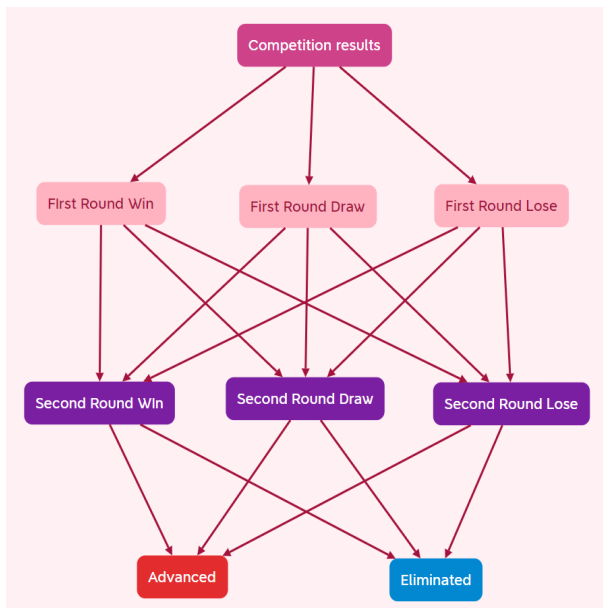 Competition results
FIrst Round Win
First Round Draw
First Round Lose
Second Round WIn
Second Round Draw
Second Round Lose
Advanced
Eliminated